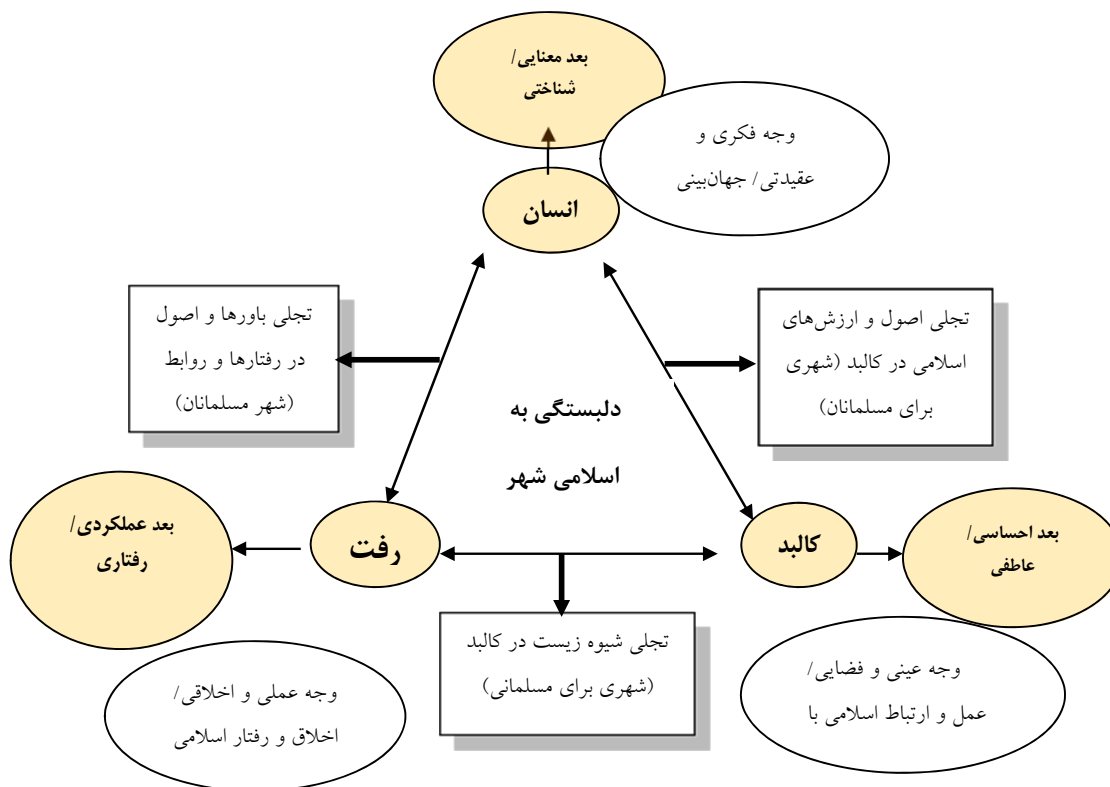 بعد معنایی/
شناختی
وجه فکری و
عقیدتی/ جهان‌بینی
انسان
تجلی اصول و ارزش‌های
اسلامی در کالبد (شهری
برای مسلمانان)
تجلی باورها و اصول
در رفتارها و روابط
(شهر مسلمانان)
دلبستگی به
اسلامی شهر
بعد احساسی/
عاطفی
کالبد
رفت
بعد عملکردی/
رفتاری
تجلی شیوه زیست در کالبد
(شهری برای مسلمانی)
وجه عینی و فضایی/
عمل و ارتباط اسلامی با
وجه عملی و اخلاقی/
اخلاق و رفتار اسلامی